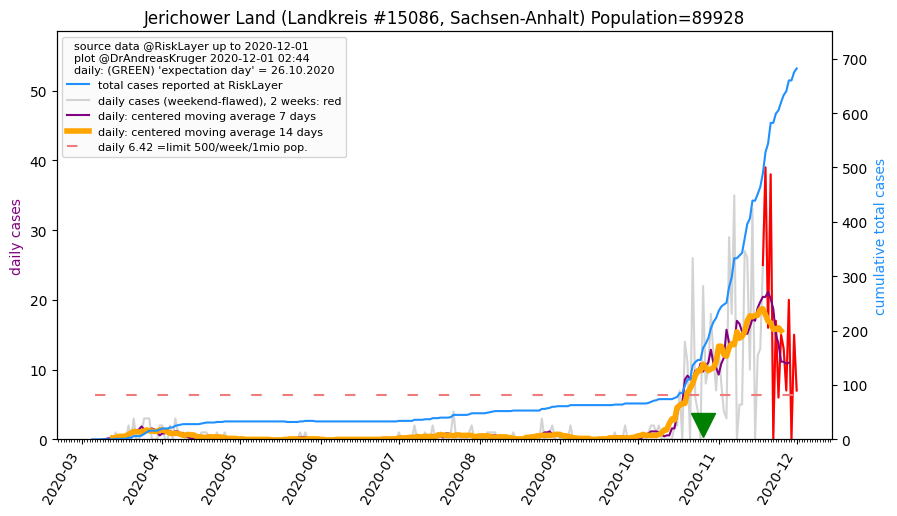 Jerichower Land (Landkreis #15086, Sachsen-Anhalt) Population=89928
source data @RiskLayer up to 2020-12-01
plot @DrAndreasKruger 2020-12-01 02:44
daily: (GREEN) 'expectation day' = 26.10.2020
total cases reported at RiskLayer
daily cases (weekend-flawed), 2 weeks: red
daily: centered moving average 7 days
daily: centered moving average 14 days
daily 6.42 =limit 500/week/1mio pop.
daily cases
50
40
30
20
10
0
cumulative total cases
700
600
500
400
300
200
100
0
2020-03
2020-04
2020-05
2020-06
2020-07
2020-08
2020-09
2020-10
2020-11
2020-12